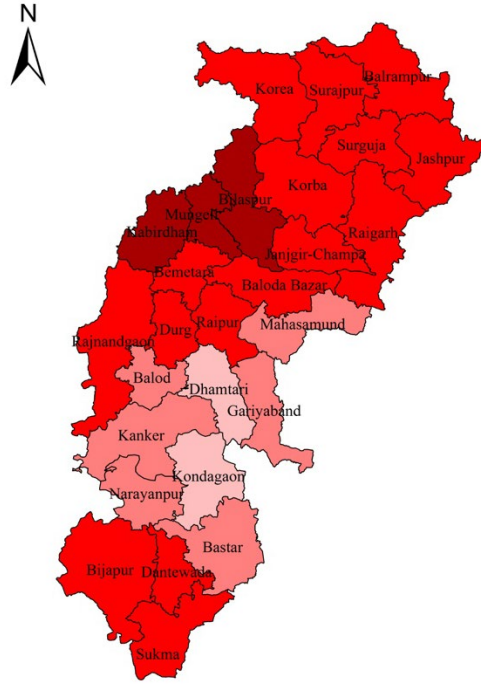 N
Balrampur
Korea
Surajpur
Surguja
Jashpur
Bilaspur
Korba
Mungeli
Kabirdham
Raigarh
Janjgir-Champa
Bemetara
Baloda Bazar
Mahasamund
Raipur
Durg
Rajnandgaon
Balod
Dhamtari
Gariyaband
Kanker
Kondagaon
Narayanpur
Bastar
Bijapur
Dantewada
Sukma